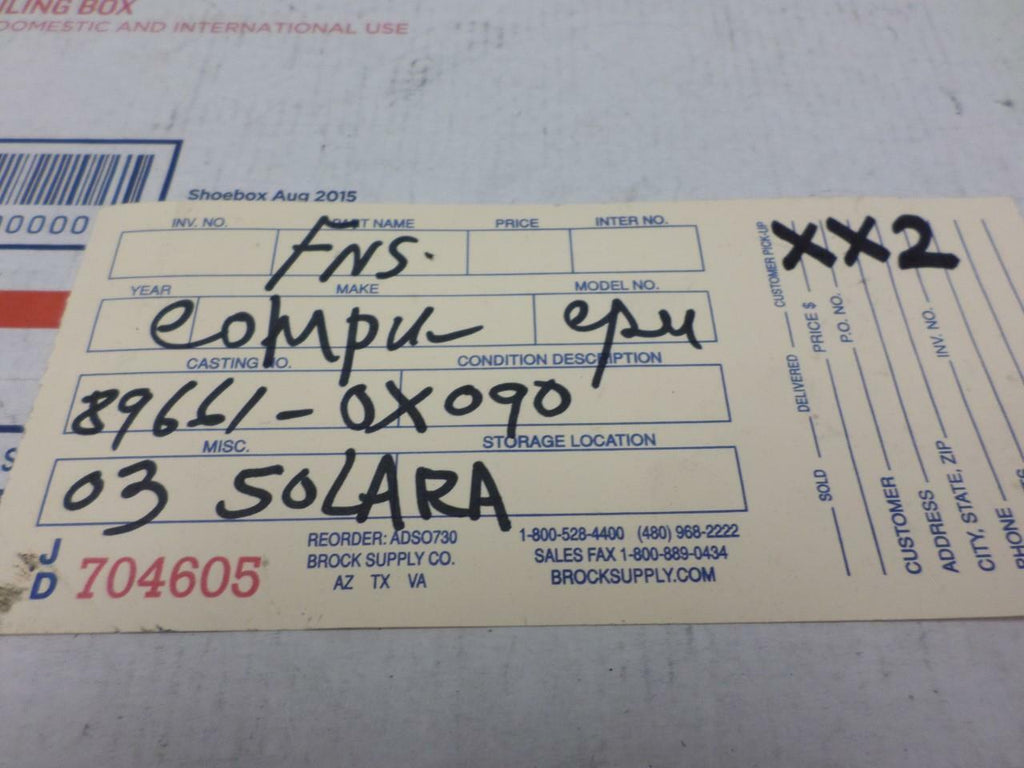 ILING BOX
DOMESTIC AND INTERNATIONAL USE
Shoebox Aug 2015
00000
INV. NO. PART NAME PRICE INTER NO.
FNS.
YEAR MAKE MODEL NO.
Compu- cpu
CASTING NO. CONDITION DESCRIPTION
89661-0X090
MISC. STORAGE LOCATION
03 SOLARA
JD 704605
REORDER: ADSO730
BROCK SUPPLY CO.
AZ TX VA
1-800-528-4400 (480) 968-2222
SALES FAX 1-800-889-0434
BROCKSUPPLY.COM
XX2
SOLD DELIVERED CUSTOMER PICK-UP
PRICE $
P.O. NO.
CUSTOMER
ADDRESS INV. NO.
CITY, STATE, ZIP
PHONE